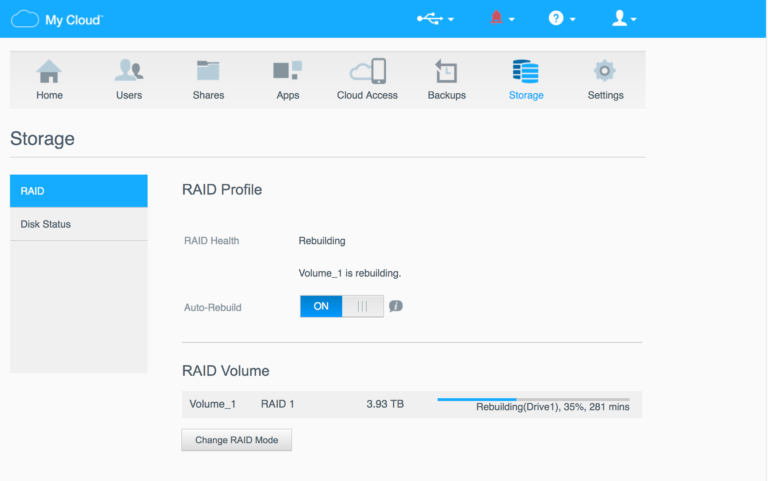 My Cloud™
Home Users Shares Apps Cloud Access Backups Storage Settings
Storage
RAID
Disk Status
RAID Profile
RAID Health Rebuilding
Volume_1 is rebuilding.
Auto-Rebuild ON
RAID Volume
Volume_1 RAID 1 3.93 TB Rebuilding(Drive1), 35%, 281 mins
Change RAID Mode